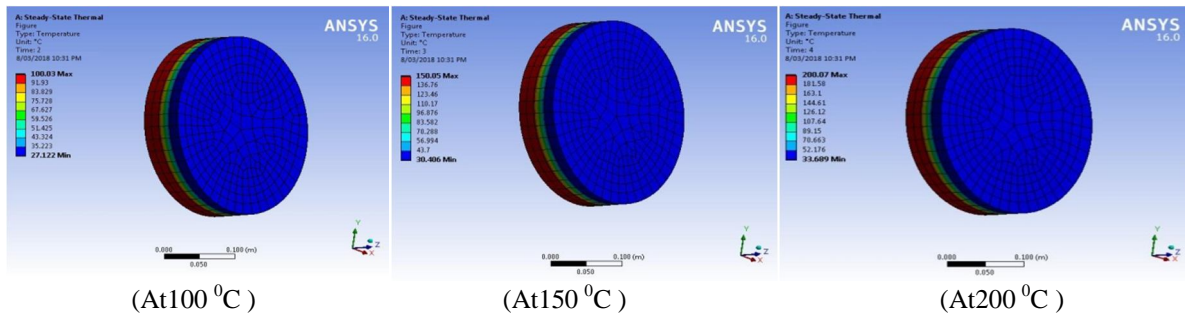 A: Steady-State Thermal
Figure
Type: Temperature
Unit: °C
Time: 2
8/03/2018 10:31 PM
100.03 Max
91.93
83.829
75.728
67.627
59.526
51.425
43.324
35.223
27.122 Min
ANSYS
16.0
0.000
0.100 (m)
0.050
Y
Z
X
A: Steady-State Thermal
Figure
Type: Temperature
Unit: °C
Time: 3
8/03/2018 10:31 PM
150.05 Max
136.76
123.46
110.17
96.876
83.582
70.288
56.994
43.7
30.406 Min
ANSYS
16.0
0.000
0.100 (m)
0.050
Y
Z
X
A: Steady-State Thermal
Figure
Type: Temperature
Unit: °C
Time: 4
8/03/2018 10:31 PM
200.07 Max
181.58
163.1
144.61
126.12
107.64
89.15
70.663
52.176
33.689 Min
ANSYS
16.0
0.000
0.100 (m)
0.050
Y
Z
X
(At100 ⁰C )
(At150 ⁰C )
(At200 ⁰C )